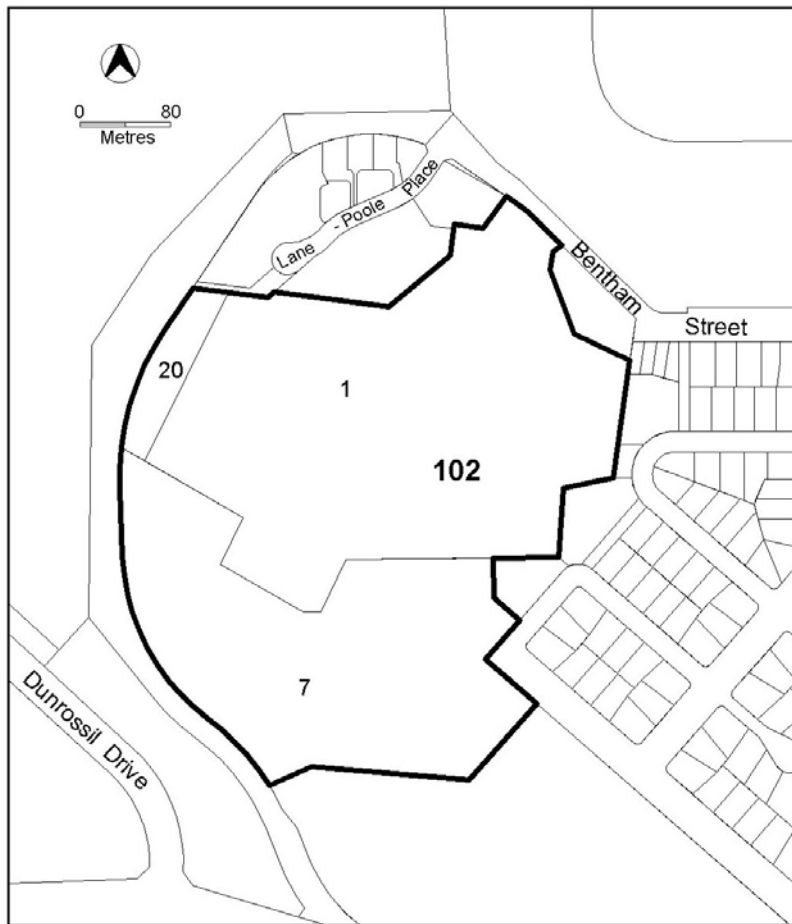 0 80
Metres
Lane - Poole Place
Bentham
Street
20
1
102
7
Dunrossil Drive